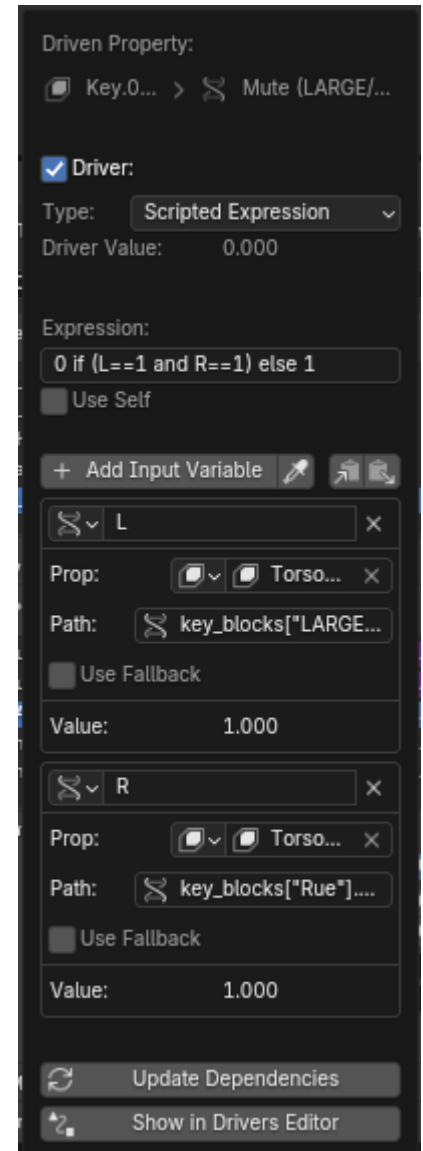 Driven Property:
Key.0... > Mute (LARGE/...
Driver:
Type: Scripted Expression
Driver Value: 0.000
Expression:
0 if (L==1 and R==1) else 1
Use Self
+ Add Input Variable
L
Prop: Torso...
Path: key_blocks["LARGE...
Use Fallback
Value: 1.000
R
Prop: Torso...
Path: key_blocks["Rue"]....
Use Fallback
Value: 1.000
Update Dependencies
Show in Drivers Editor